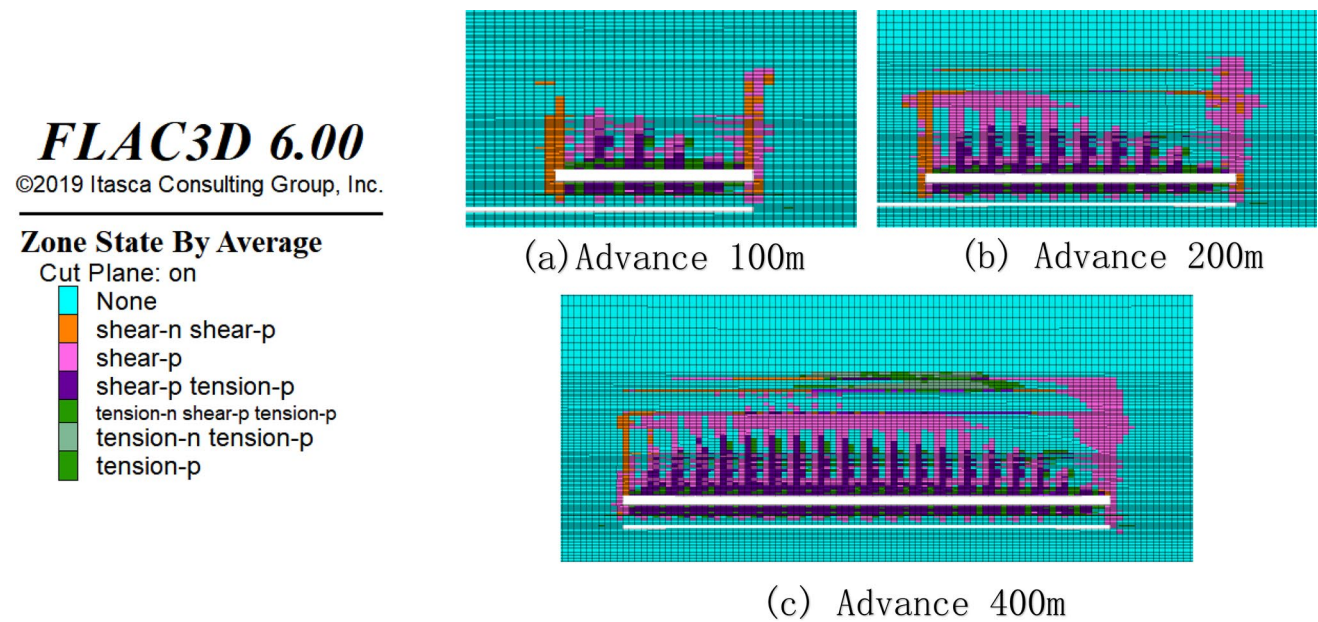 FLAC3D 6.00
©2019 Itasca Consulting Group, Inc.
Zone State By Average
Cut Plane: on
None
shear-n shear-p
shear-p
shear-p tension-p
tension-n shear-p tension-p
tension-n tension-p
tension-p
(a)Advance 100m
(b) Advance 200m
(c) Advance 400m